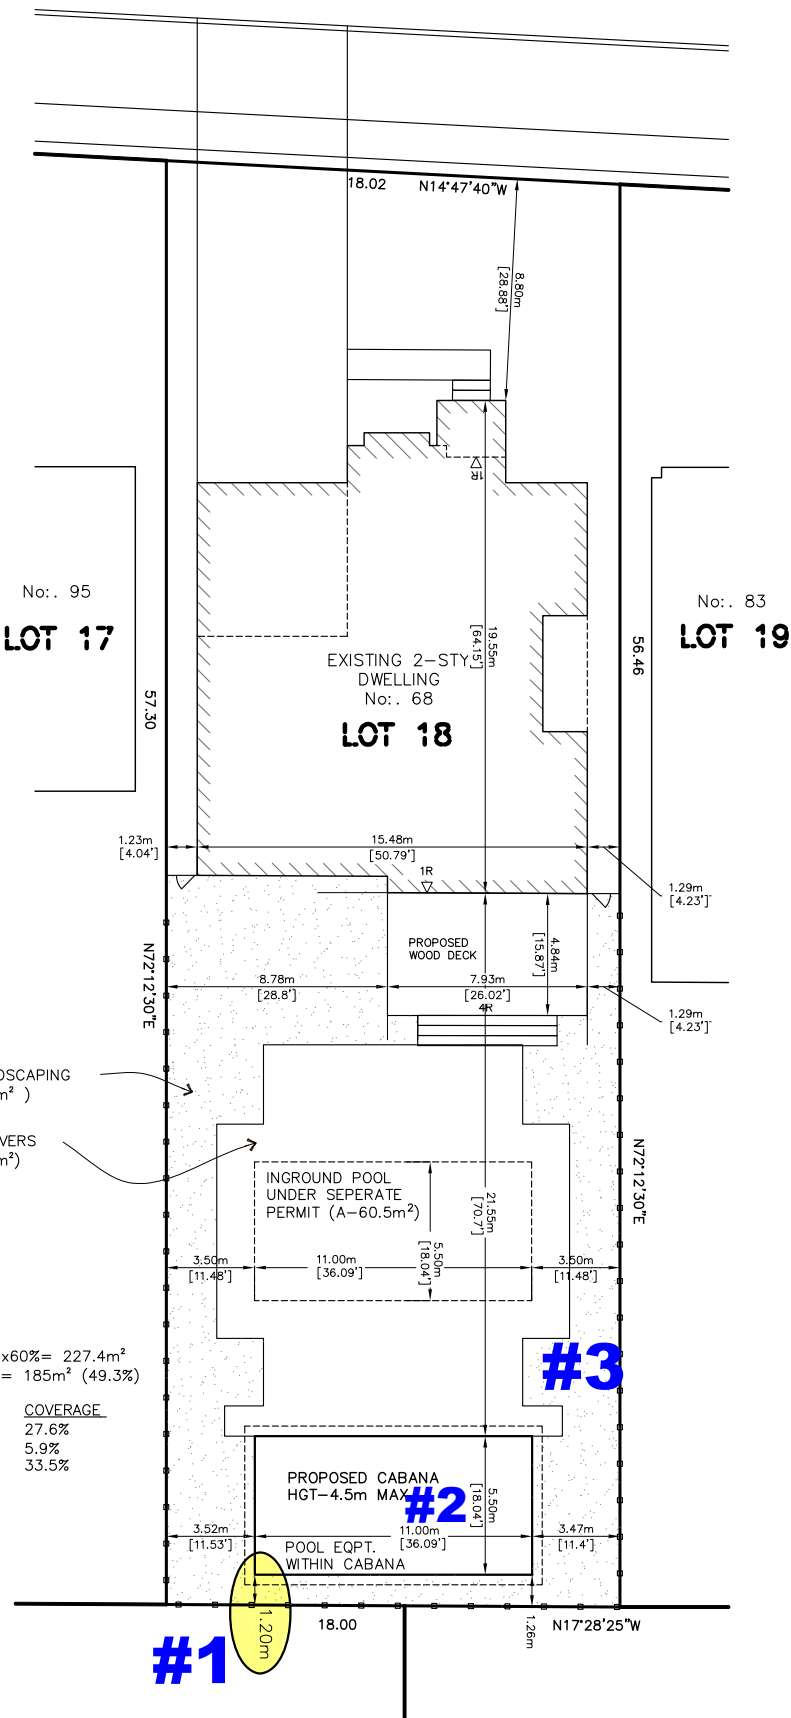 18.02
N14°47'40"W
8.80m
[28.88']
1R
No:. 95
LOT 17
No:. 83
LOT 19
19.55m
[64.15']
EXISTING 2-STY
DWELLING
No:. 68
LOT 18
56.46
57.30
1.23m
[4.04']
15.48m
[50.79']
1R
1.29m
[4.23']
PROPOSED
WOOD DECK
4.84m
[15.87']
N72°12'30"E
8.78m
[28.8']
7.93m
[26.02']
4R
1.29m
[4.23']
DSCAPING
m² )
VERS
m²)
N72°12'30"E
INGROUND POOL
UNDER SEPERATE
PERMIT (A-60.5m²)
21.55m
[70.7']
5.50m
[18.04']
3.50m
[11.48']
11.00m
[36.09']
3.50m
[11.48']
x60%= 227.4m²
= 185m² (49.3%)
#3
COVERAGE
27.6%
5.9%
33.5%
PROPOSED CABANA
HGT-4.5m MAX
#2
5.50m
[18.04']
3.52m
[11.53']
11.00m
[36.09']
3.47m
[11.4']
POOL EQPT.
WITHIN CABANA
1.20m
18.00
1.26m
N17°28'25"W
#1